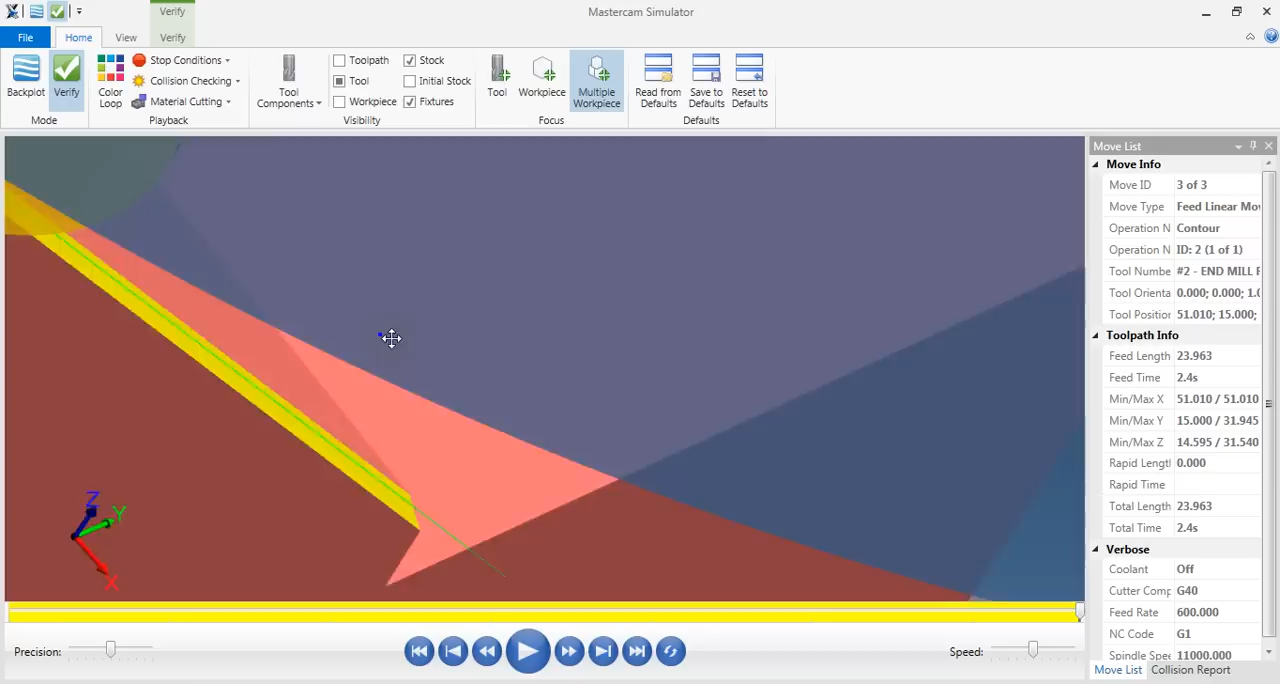 Verify
Mastercam Simulator
File
Home
View
Verify
Backplot
Verify
Mode
Color
Loop
Stop Conditions
Collision Checking
Material Cutting
Playback
Tool
Components
Toolpath
Tool
Workpiece
Stock
Initial Stock
Fixtures
Visibility
Tool
Workpiece
Multiple
Workpiece
Focus
Read from
Defaults
Save to
Defaults
Reset to
Defaults
Defaults
Move List
Move Info
Move ID 3 of 3
Move Type Feed Linear Mo
Operation N Contour
Operation N ID: 2 (1 of 1)
Tool Numbe #2 - END MILL F
Tool Orienta 0.000; 0.000; 1.0
Tool Position 51.010; 15.000;
Toolpath Info
Feed Length 23.963
Feed Time 2.4s
Min/Max X 51.010 / 51.010
Min/Max Y 15.000 / 31.945
Min/Max Z 14.595 / 31.540
Rapid Lengt 0.000
Rapid Time
Total Length 23.963
Total Time 2.4s
Verbose
Coolant Off
Cutter Comp G40
Feed Rate 600.000
NC Code G1
Spindle Spe 11000.000
Z
Y
X
Precision:
Speed:
Move List
Collision Report